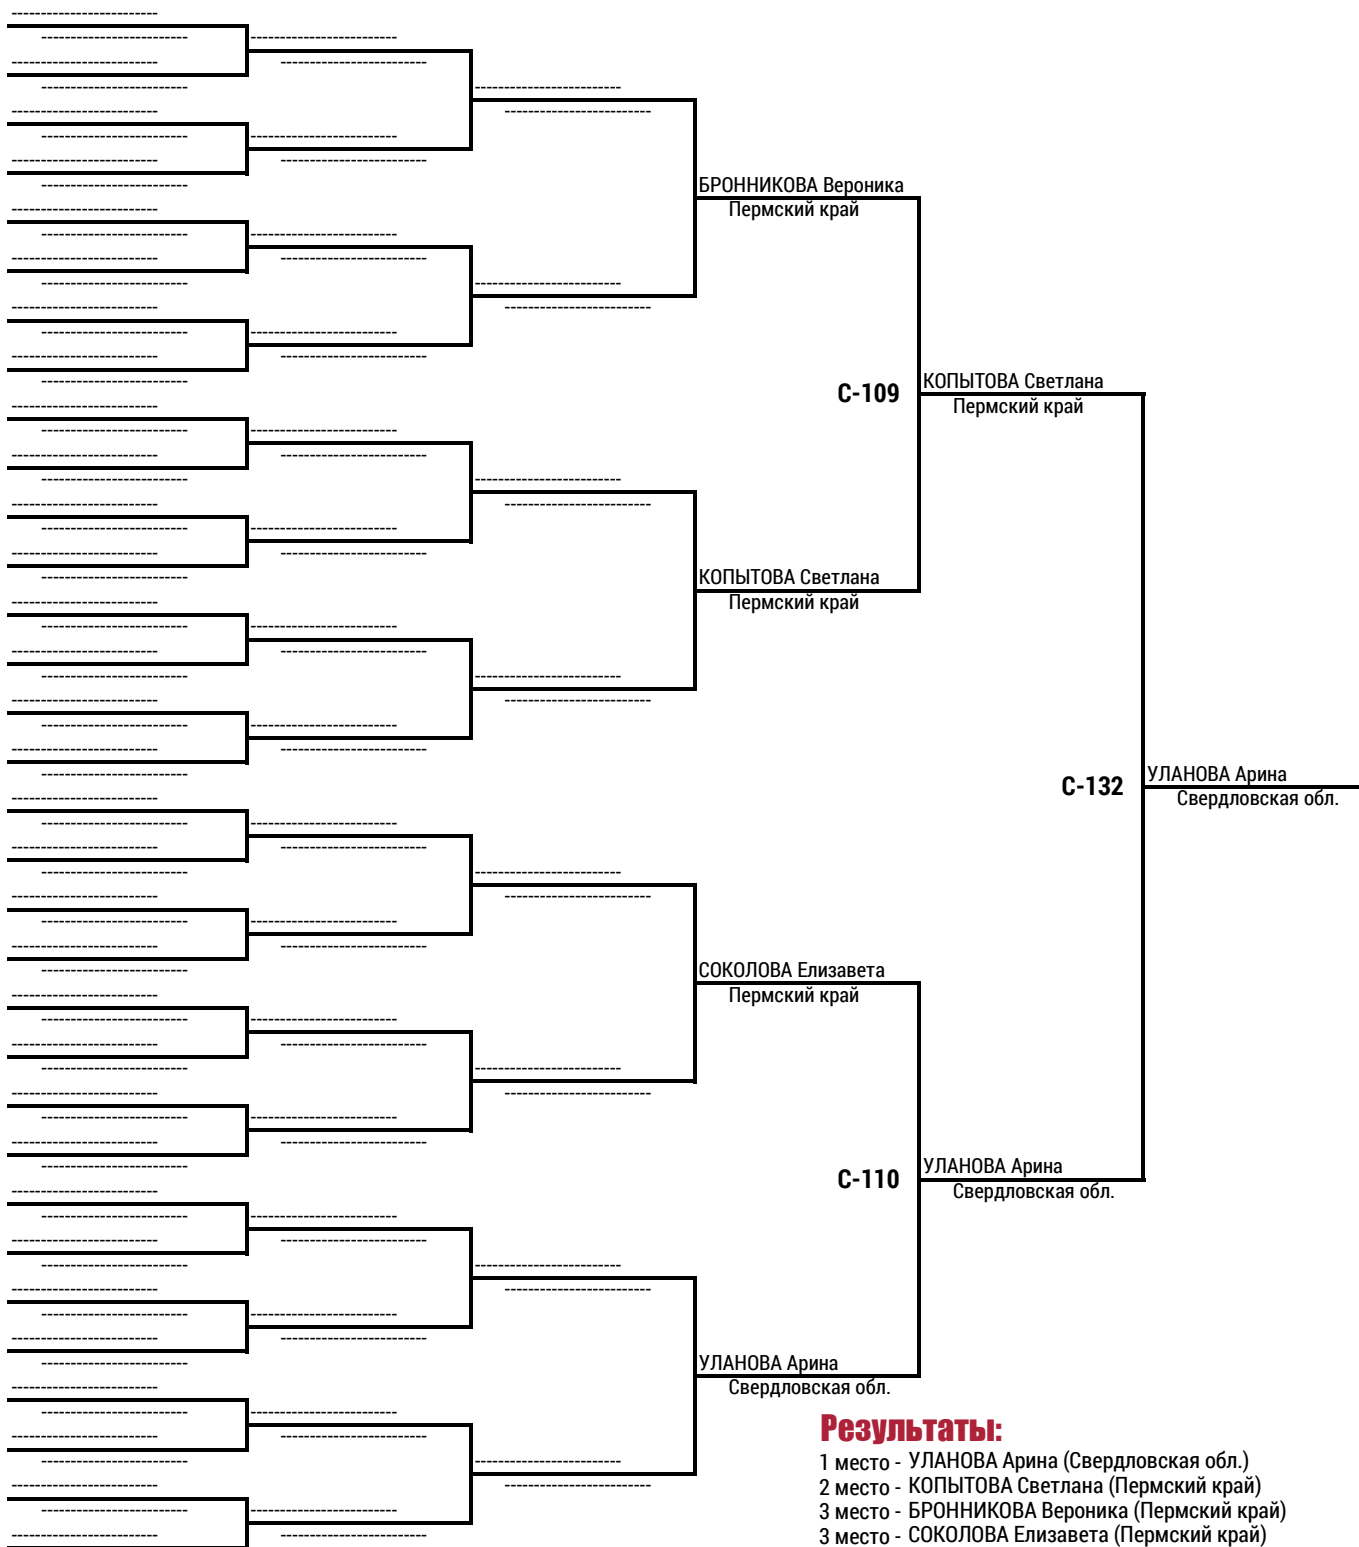 БРОННИКОВА Вероника
Пермский край
С-109
КОПЫТОВА Светлана
Пермский край
КОПЫТОВА Светлана
Пермский край
С-132
УЛАНОВА Арина
Свердловская обл.
СОКОЛОВА Елизавета
Пермский край
С-110
УЛАНОВА Арина
Свердловская обл.
УЛАНОВА Арина
Свердловская обл.
Результаты:
1 место - УЛАНОВА Арина (Свердловская обл.)
2 место - КОПЫТОВА Светлана (Пермский край)
3 место - БРОННИКОВА Вероника (Пермский край)
3 место - СОКОЛОВА Елизавета (Пермский край)